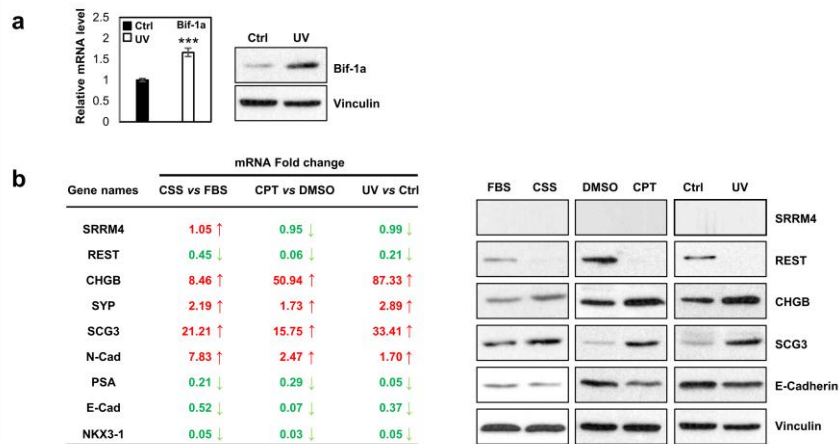 a
Relative mRNA level
2.5
2
1.5
1
0.5
0
Ctrl
UV
Bif-1a
***
Ctrl UV
Bif-1a
Vinculin
b
mRNA Fold change
Gene names CSS vs FBS CPT vs DMSO UV vs Ctrl
SRRM4 1.05 ↑ 0.95 ↓ 0.99 ↓
REST 0.45 ↓ 0.06 ↓ 0.21 ↓
CHGB 8.46 ↑ 50.94 ↑ 87.33 ↑
SYP 2.19 ↑ 1.73 ↑ 2.89 ↑
SCG3 21.21 ↑ 15.75 ↑ 33.41 ↑
N-Cad 7.83 ↑ 2.47 ↑ 1.70 ↑
PSA 0.21 ↓ 0.29 ↓ 0.05 ↓
E-Cad 0.52 ↓ 0.07 ↓ 0.37 ↓
NKX3-1 0.05 ↓ 0.03 ↓ 0.05 ↓
FBS CSS DMSO CPT Ctrl UV
SRRM4
REST
CHGB
SCG3
E-Cadherin
Vinculin